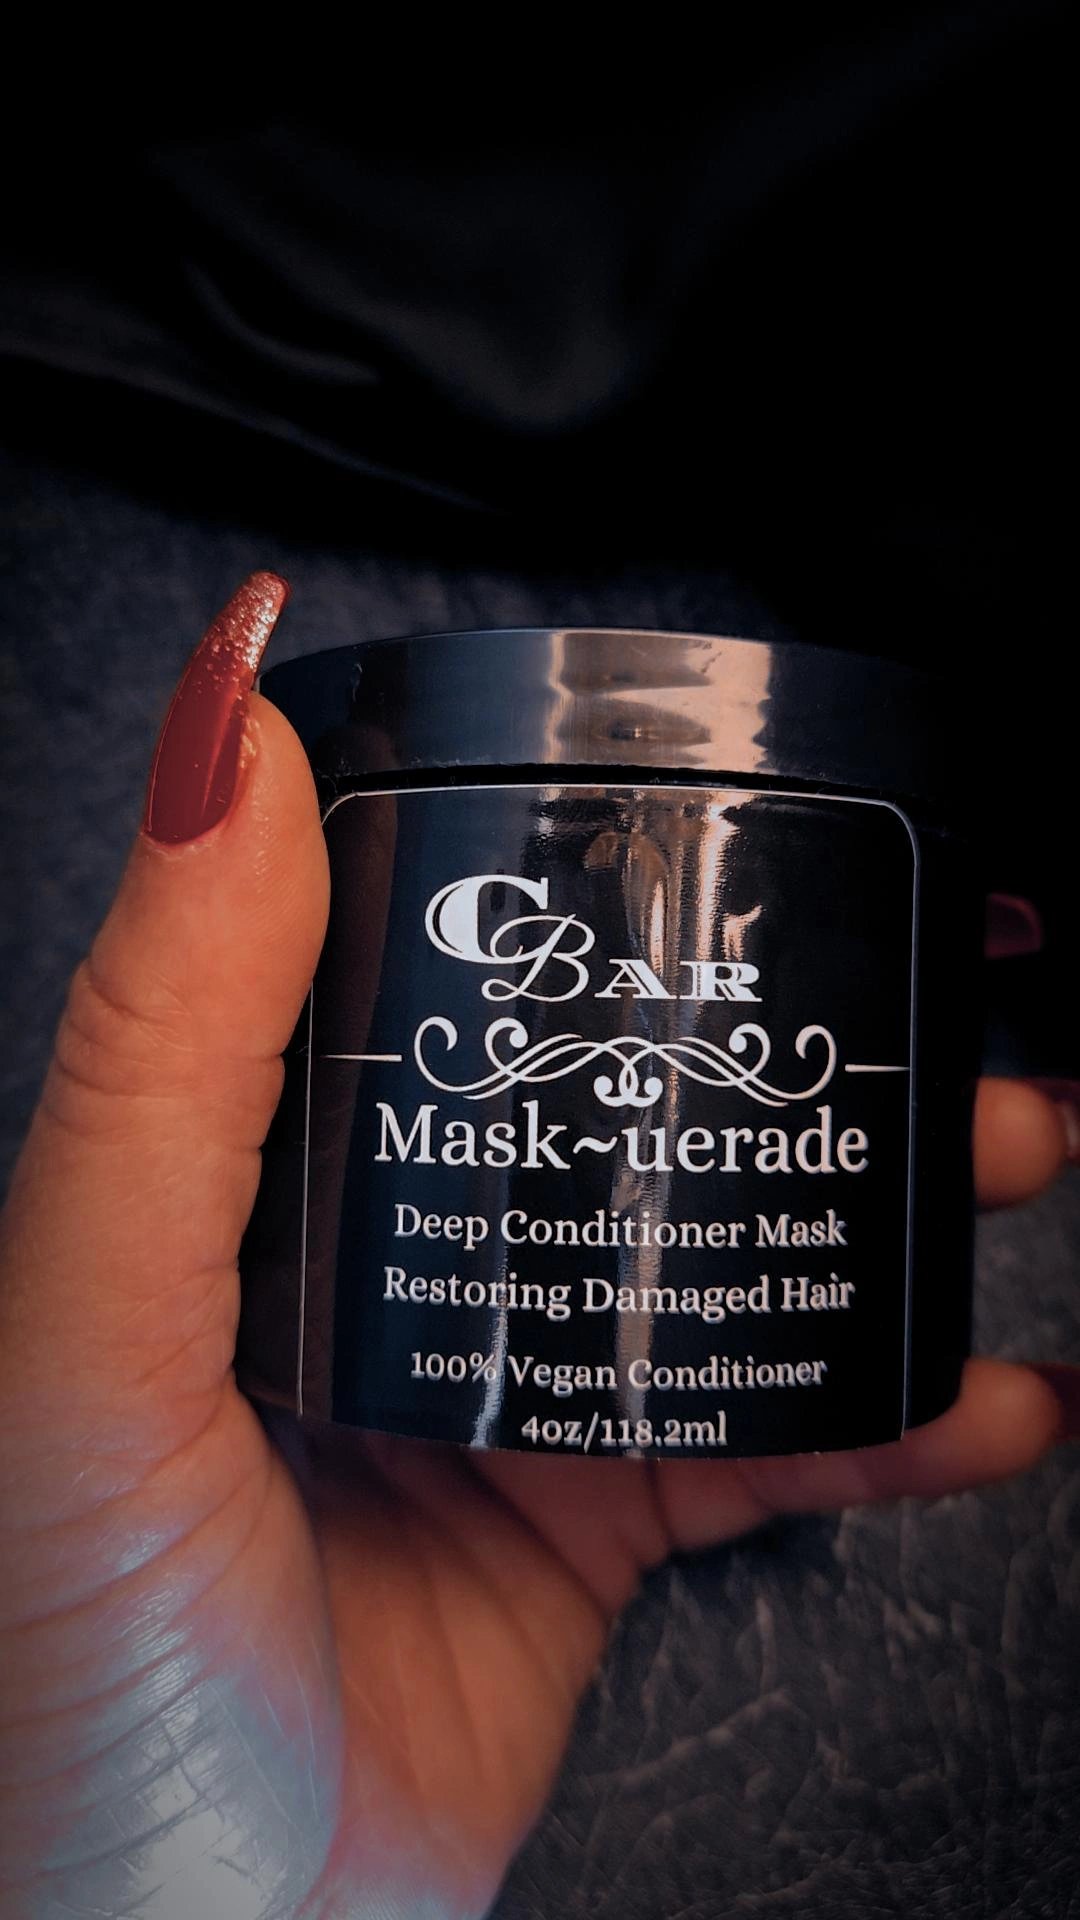 CBAR
Mask~uerade
Deep Conditioner Mask
Restoring Damaged Hair
100% Vegan Conditioner
4oz/118.2ml